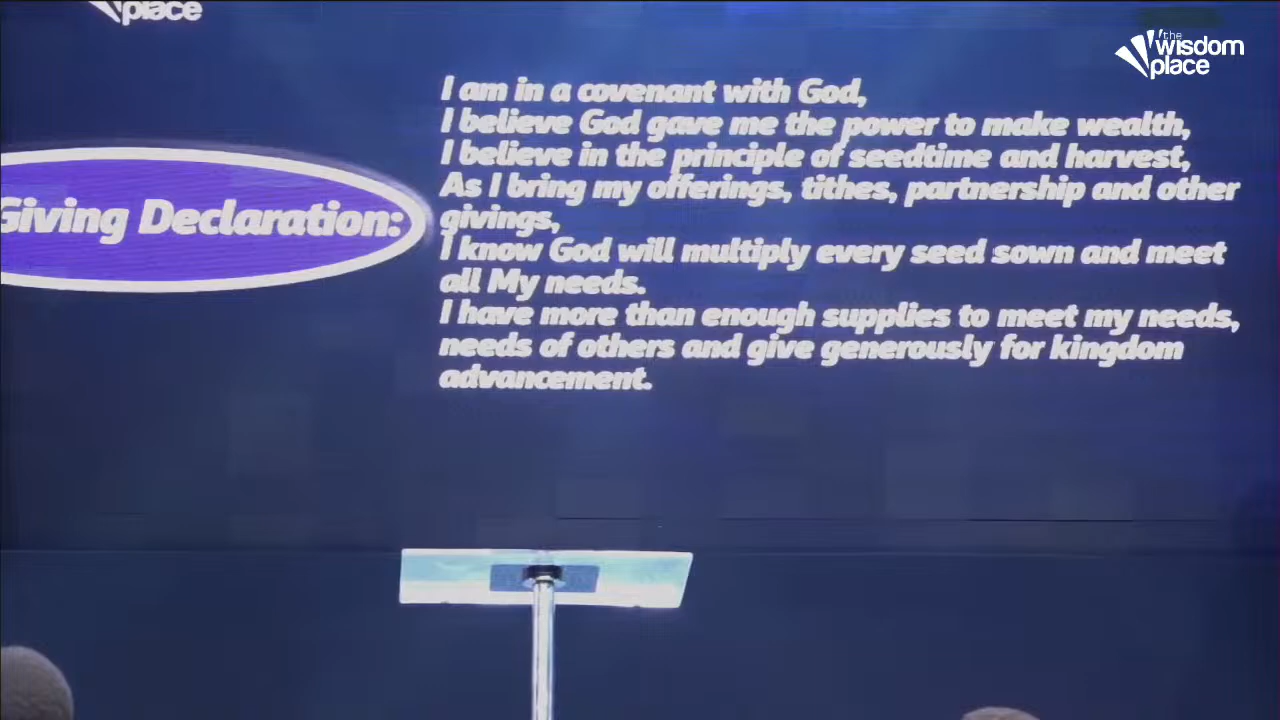 place
the
wisdom
place
Giving Declaration:
I am in a covenant with God,
I believe God gave me the power to make wealth,
I believe in the principle of seedtime and harvest,
As I bring my offerings, tithes, partnership and other
givings,
I know God will multiply every seed sown and meet
all My needs.
I have more than enough supplies to meet my needs,
needs of others and give generously for kingdom
advancement.